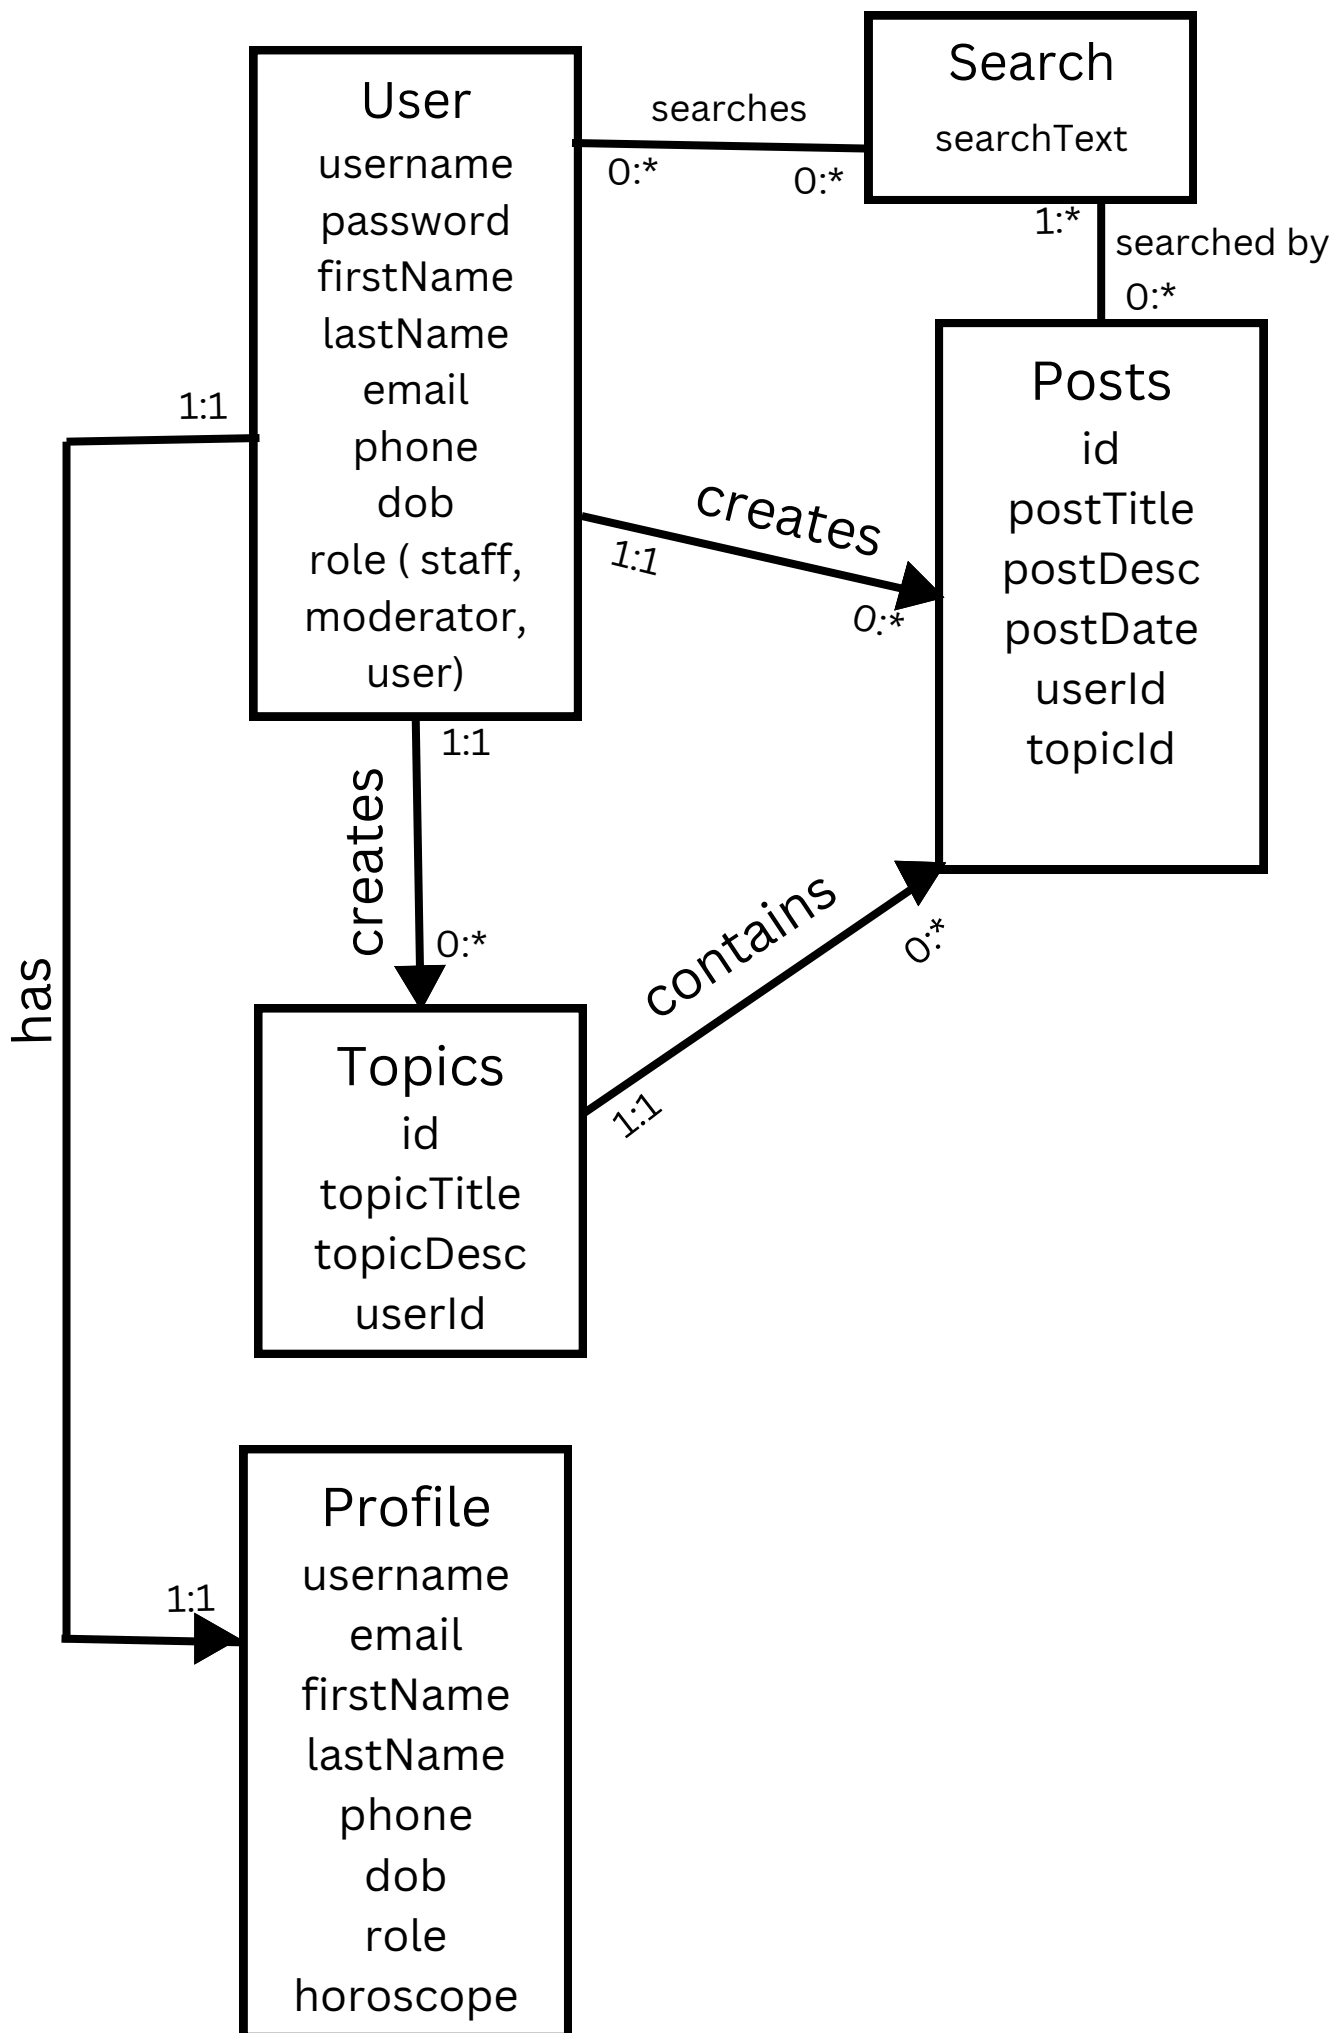 User
username
password
firstName
lastName
email
phone
dob
role ( staff,
moderator,
user)
searches
0:*
0:*
Search
searchText
1:*
searched by
0:*
Posts
id
postTitle
postDesc
postDate
userId
topicId
creates
1:1
0:*
1:1
creates
0:*
1:1
has
1:1
Topics
id
topicTitle
topicDesc
userId
contains
1:1
0:*
Profile
username
email
firstName
lastName
phone
dob
role
horoscope